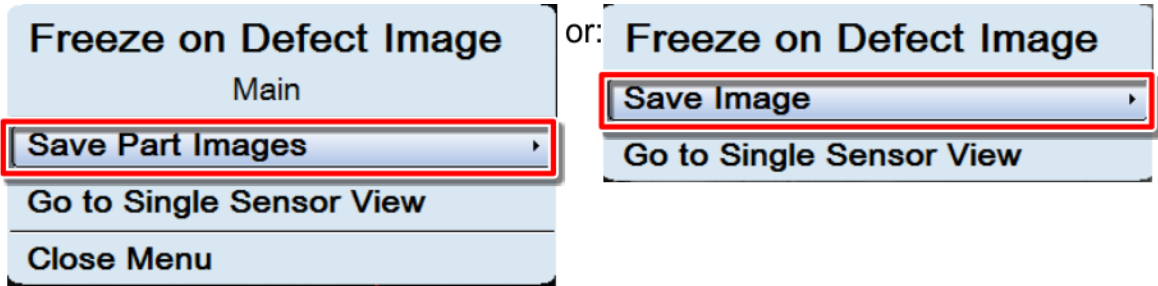 Freeze on Defect Image
Main
Save Part Images
Go to Single Sensor View
Close Menu
or:
Freeze on Defect Image
Save Image
Go to Single Sensor View